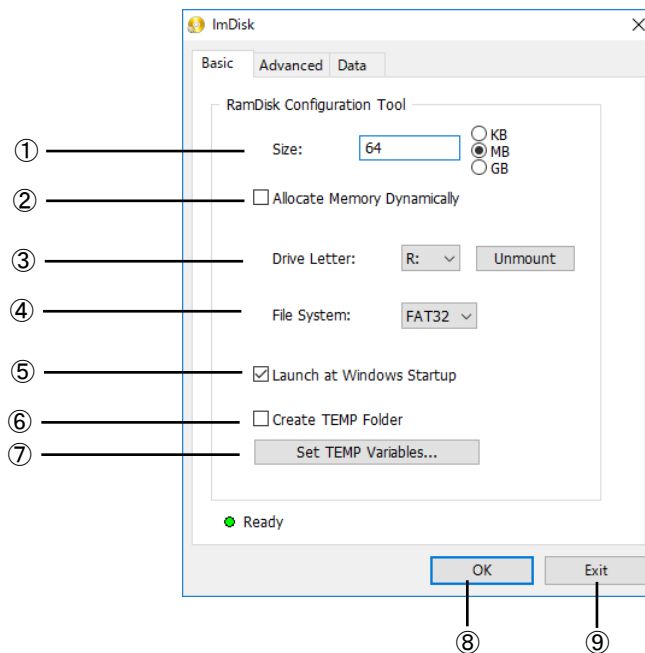 ImDisk
Basic Advanced Data
RamDisk Configuration Tool
KB
① Size: 64 MB
GB
② Allocate Memory Dynamically
③ Drive Letter: R: Unmount
④ File System: FAT32
⑤ Launch at Windows Startup
⑥ Create TEMP Folder
⑦ Set TEMP Variables...
Ready
OK Exit
⑧ ⑨